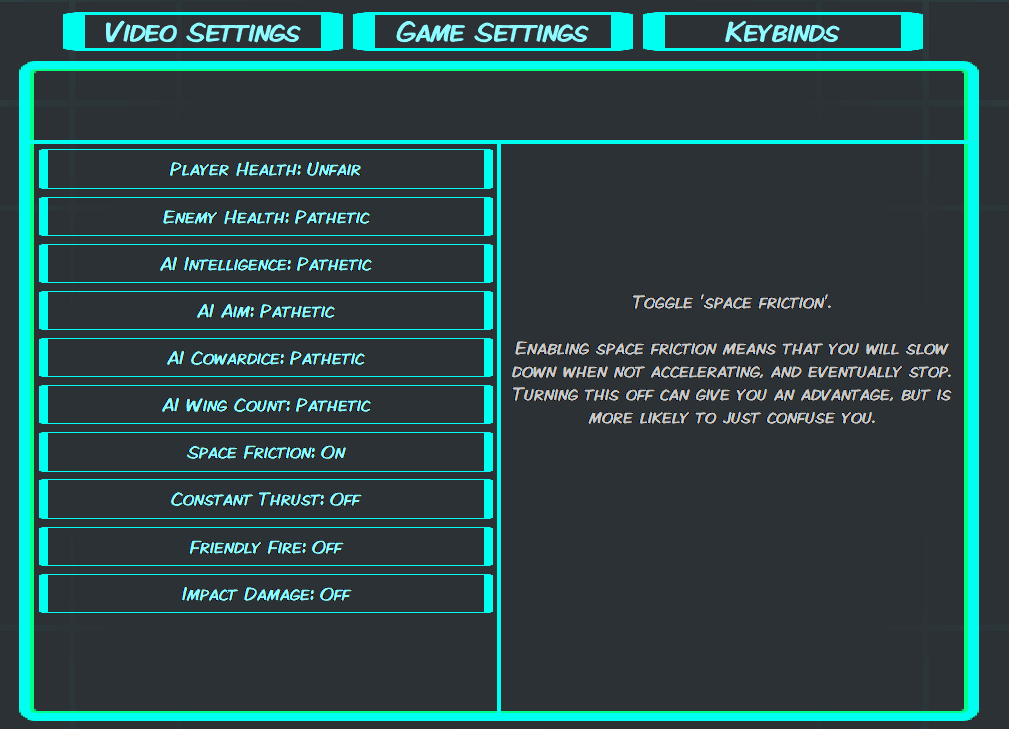 Video Settings
Game Settings
Keybinds
Player Health: Unfair
Enemy Health: Pathetic
AI Intelligence: Pathetic
AI Aim: Pathetic
AI Cowardice: Pathetic
AI Wing Count: Pathetic
Space Friction: On
Constant Thrust: Off
Friendly Fire: Off
Impact Damage: Off
Toggle 'space friction'.
Enabling space friction means that you will slow
down when not accelerating, and eventually stop.
Turning this off can give you an advantage, but is
more likely to just confuse you.